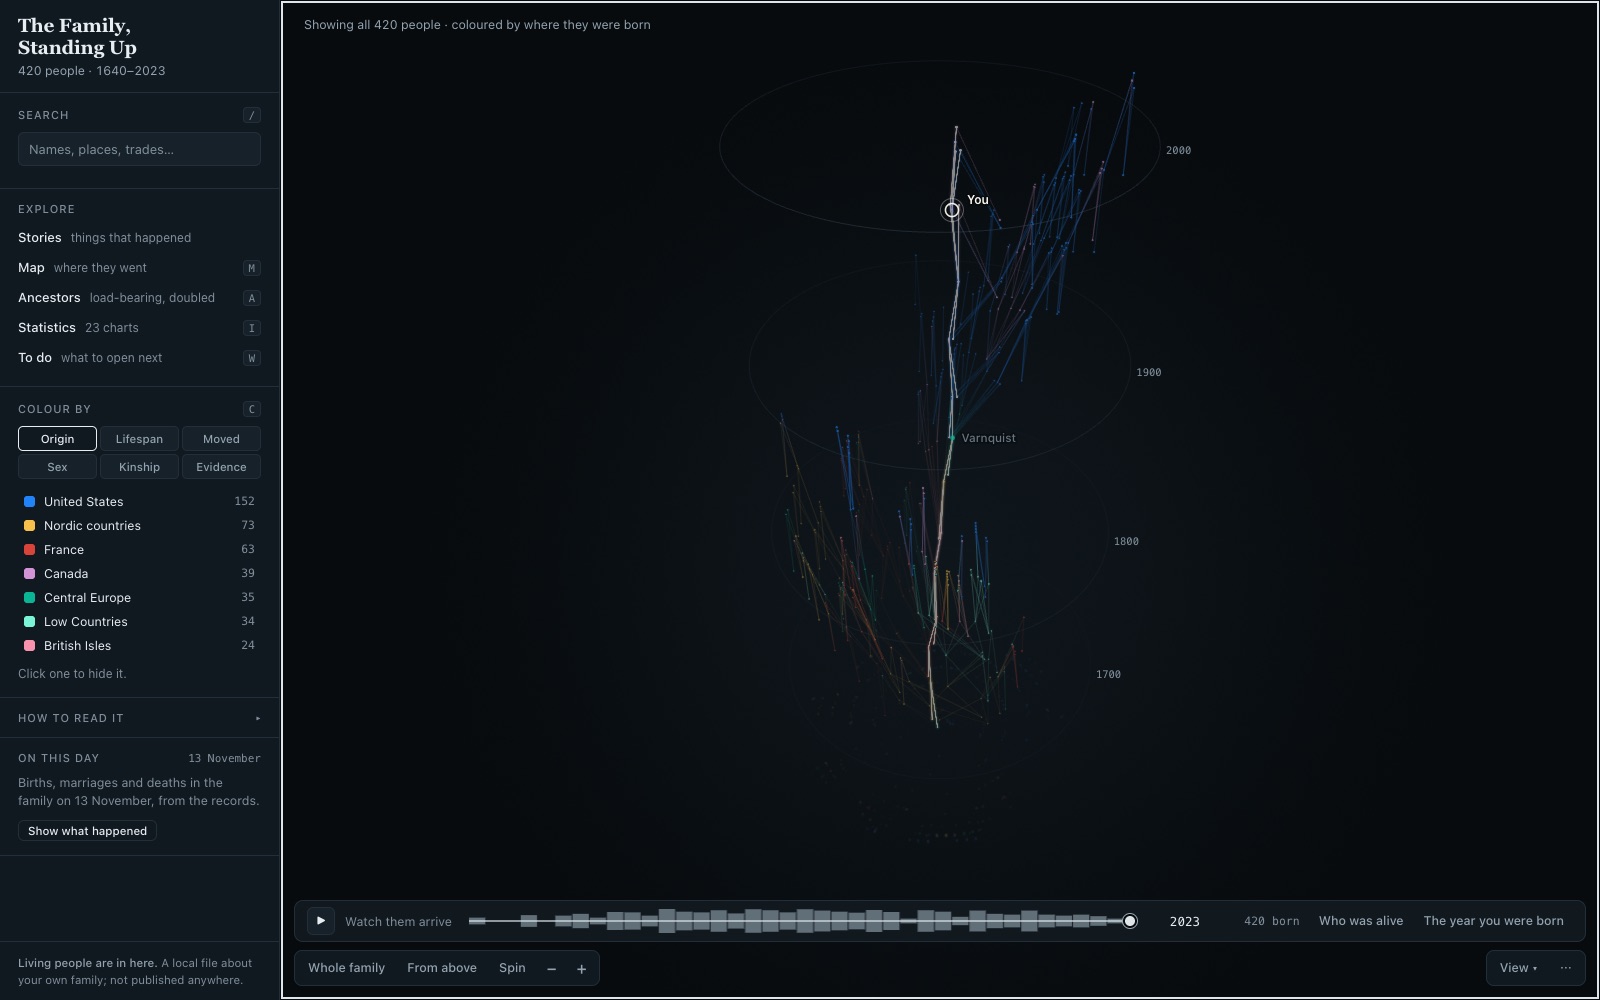 The Family,
Standing Up
420 people · 1640–2023
SEARCH /
Names, places, trades…
EXPLORE
Stories things that happened
Map where they went M
Ancestors load-bearing, doubled A
Statistics 23 charts I
To do what to open next W
COLOUR BY C
Origin Lifespan Moved
Sex Kinship Evidence
United States 152
Nordic countries 73
France 63
Canada 39
Central Europe 35
Low Countries 34
British Isles 24
Click one to hide it.
HOW TO READ IT
ON THIS DAY 13 November
Births, marriages and deaths in the
family on 13 November, from the records.
Show what happened
Living people are in here. A local file about
your own family; not published anywhere.
Showing all 420 people · coloured by where they were born
2000
You
1900
Varnquist
1800
1700
Watch them arrive 2023 420 born Who was alive The year you were born
Whole family From above Spin − + View ▾ ···